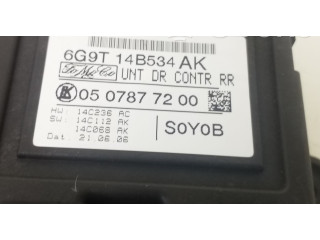 6G9T 14B534 AK
FoMoCo UNT DR CONTR RR
K 05 0787 72 00
HW: 14C236 AC
SW: 14C112 AK
14C068 AK
Dat: 21.06.06
S0Y0B